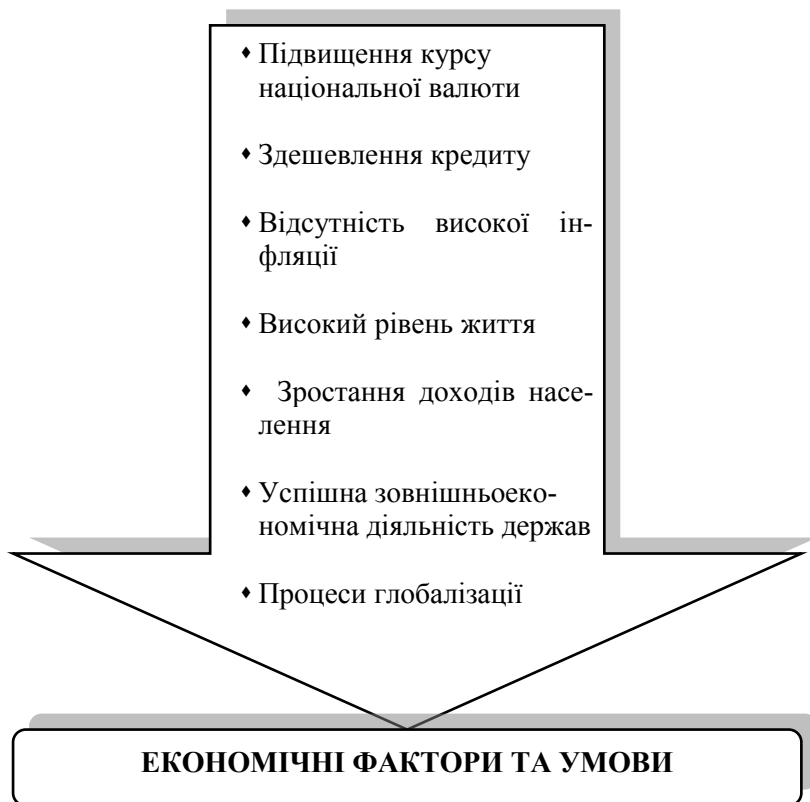 ♦ Підвищення курсу
національної валюти
♦ Здешевлення кредиту
♦ Відсутність високої ін-
фляції
♦ Високий рівень життя
♦ Зростання доходів насе-
лення
♦ Успішна зовнішньоеко-
номічна діяльність держав
♦ Процеси глобалізації
ЕКОНОМІЧНІ ФАКТОРИ ТА УМОВИ